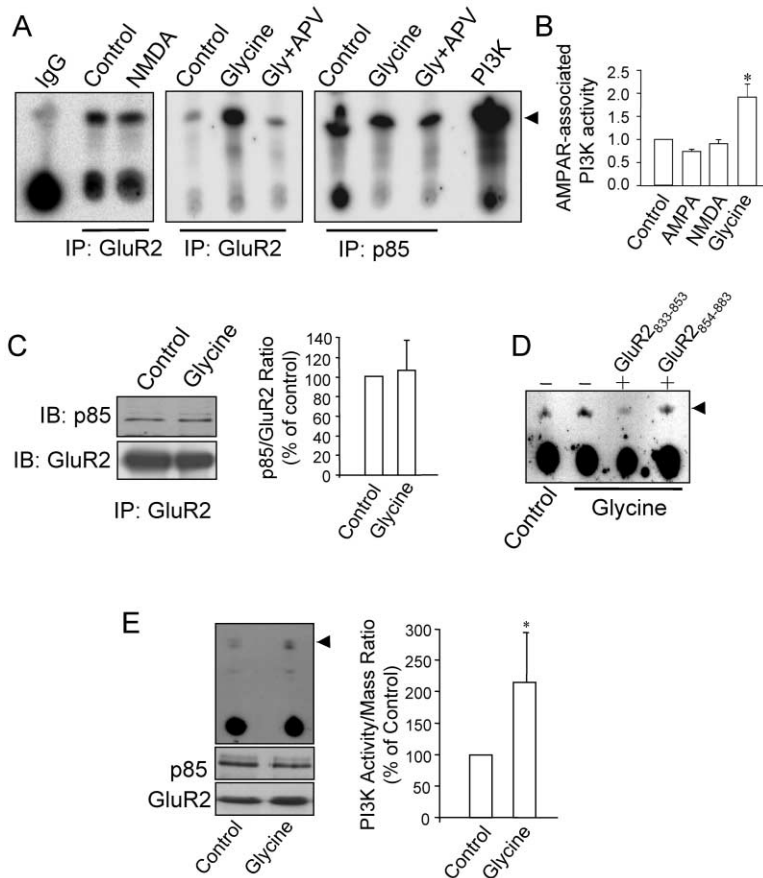 A
IgG
Control
NMDA
Control
Glycine
Gly+APV
Control
Glycine
Gly+APV
PI3K
IP: GluR2
IP: GluR2
IP: p85
B
AMPAR-associated
PI3K activity
2.5
2.0
1.5
1.0
0.5
0.0
*
Control
AMPA
NMDA
Glycine
C
Control
Glycine
IB: p85
IB: GluR2
IP: GluR2
p85/GluR2 Ratio
(% of control)
140
120
100
80
60
40
20
0
Control
Glycine
D
GluR2833-853
GluR2854-883
− − + +
Control
Glycine
E
p85
GluR2
Control
Glycine
PI3K Activity/Mass Ratio
(% of Control)
300
250
200
150
100
50
0
*
Control
Glycine